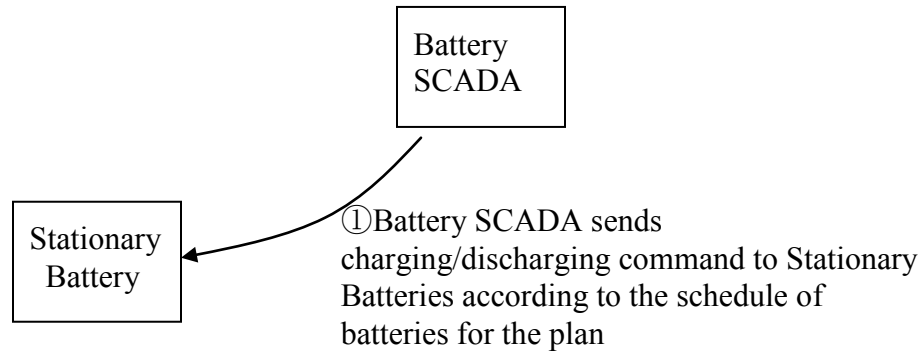 Battery
SCADA
Stationary
Battery
①Battery SCADA sends
charging/discharging command to Stationary
Batteries according to the schedule of
batteries for the plan